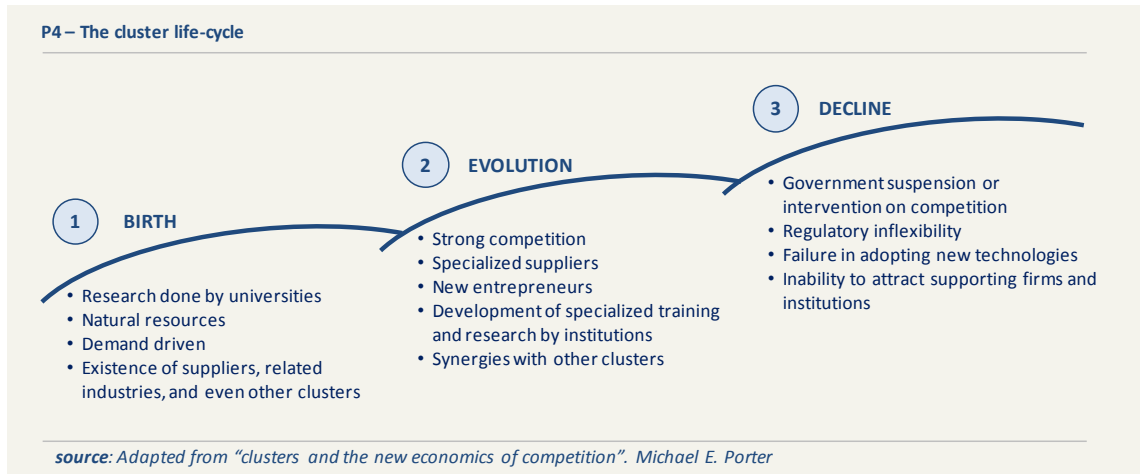 P4 – The cluster life-cycle
1 BIRTH
• Research done by universities
• Natural resources
• Demand driven
• Existence of suppliers, related
industries, and even other clusters
2 EVOLUTION
• Strong competition
• Specialized suppliers
• New entrepreneurs
• Development of specialized training
and research by institutions
• Synergies with other clusters
3 DECLINE
• Government suspension or
intervention on competition
• Regulatory inflexibility
• Failure in adopting new technologies
• Inability to attract supporting firms and
institutions
source: Adapted from “clusters and the new economics of competition”. Michael E. Porter